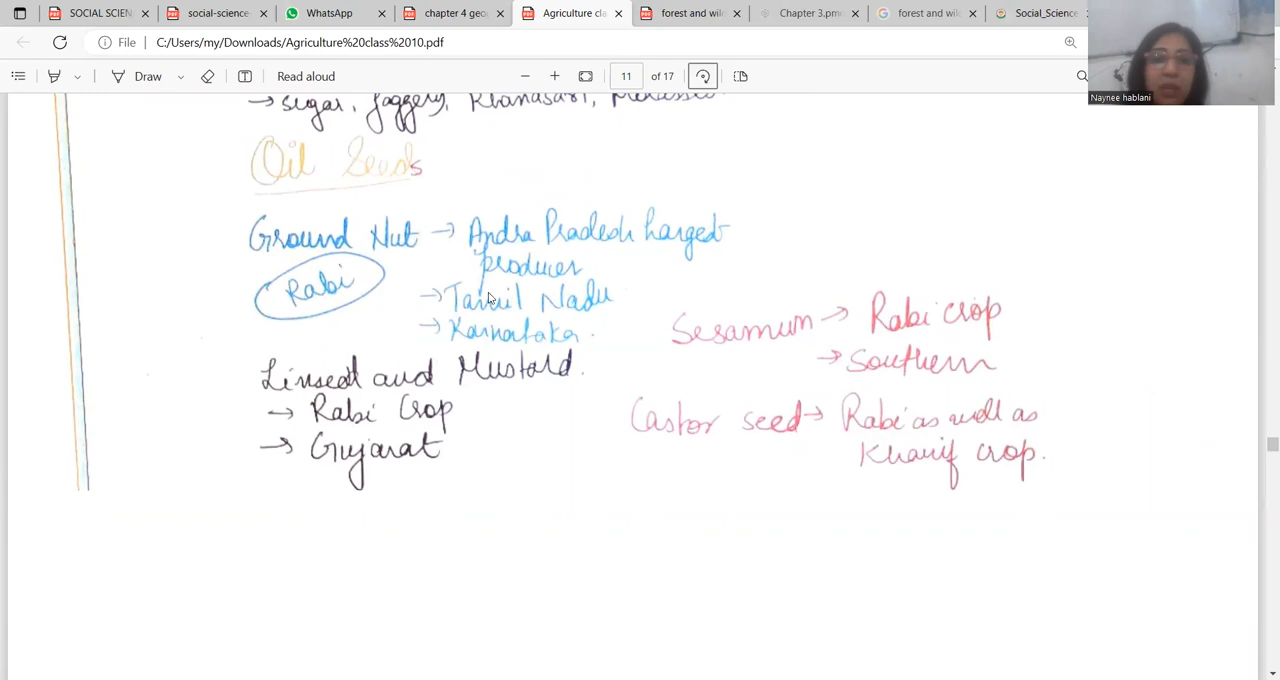 SOCIAL SCIEN
social-science
WhatsApp
chapter 4 geo
Agriculture cla
forest and wil
Chapter 3.pm
forest and wil
Social_Science
File
C:/Users/my/Downloads/Agriculture%20class%2010.pdf
Draw
Read aloud
11 of 17
Naynee hablani
→ Sugar, Jaggery, Khandsari, Molasses
Oil Seeds
Ground Nut → Andra Pradesh largest
producer
Rabi
→ Tamil Nadu
→ Karnataka.
Linseed and Mustard.
→ Rabi Crop
→ Gujarat
Sesamum → Rabi crop
→ Southern
Castor seed → Rabi as well as
Kharif crop.